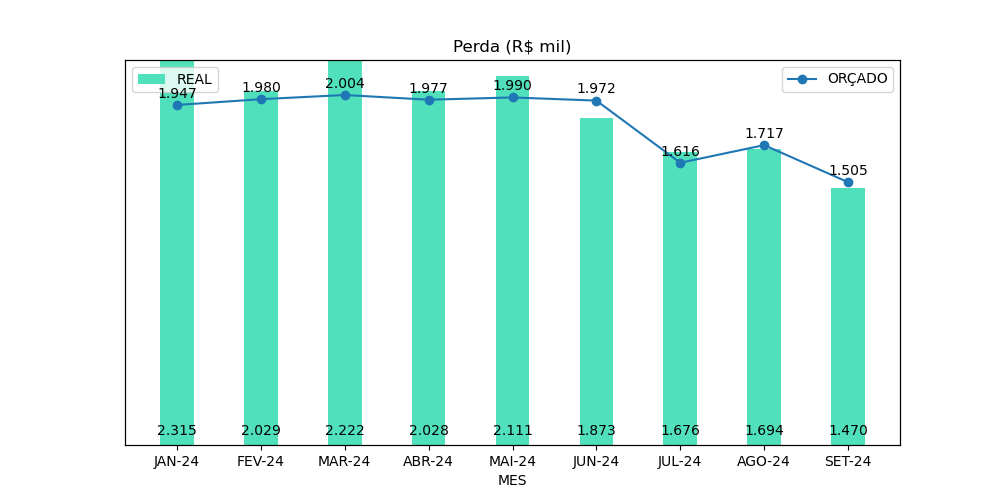 Perda (R$ mil)
REAL
ORÇADO
1.947 1.980 2.004 1.977 1.990 1.972 1.616 1.717 1.505
2.315 2.029 2.222 2.028 2.111 1.873 1.676 1.694 1.470
JAN-24 FEV-24 MAR-24 ABR-24 MAI-24 JUN-24 JUL-24 AGO-24 SET-24
MES